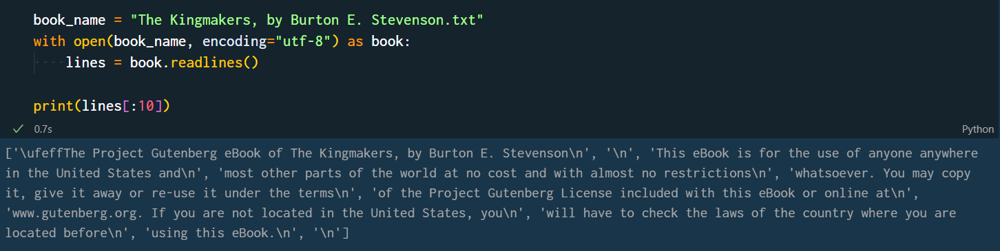 book_name = "The Kingmakers, by Burton E. Stevenson.txt"
with open(book_name, encoding="utf-8") as book:
····lines = book.readlines()
print(lines[:10])
✓ 0.7s Python
['\ufeffThe Project Gutenberg eBook of The Kingmakers, by Burton E. Stevenson\n', '\n', 'This eBook is for the use of anyone anywhere
in the United States and\n', 'most other parts of the world at no cost and with almost no restrictions\n', 'whatsoever. You may copy
it, give it away or re-use it under the terms\n', 'of the Project Gutenberg License included with this eBook or online at\n',
'www.gutenberg.org. If you are not located in the United States, you\n', 'will have to check the laws of the country where you are
located before\n', 'using this eBook.\n', '\n']